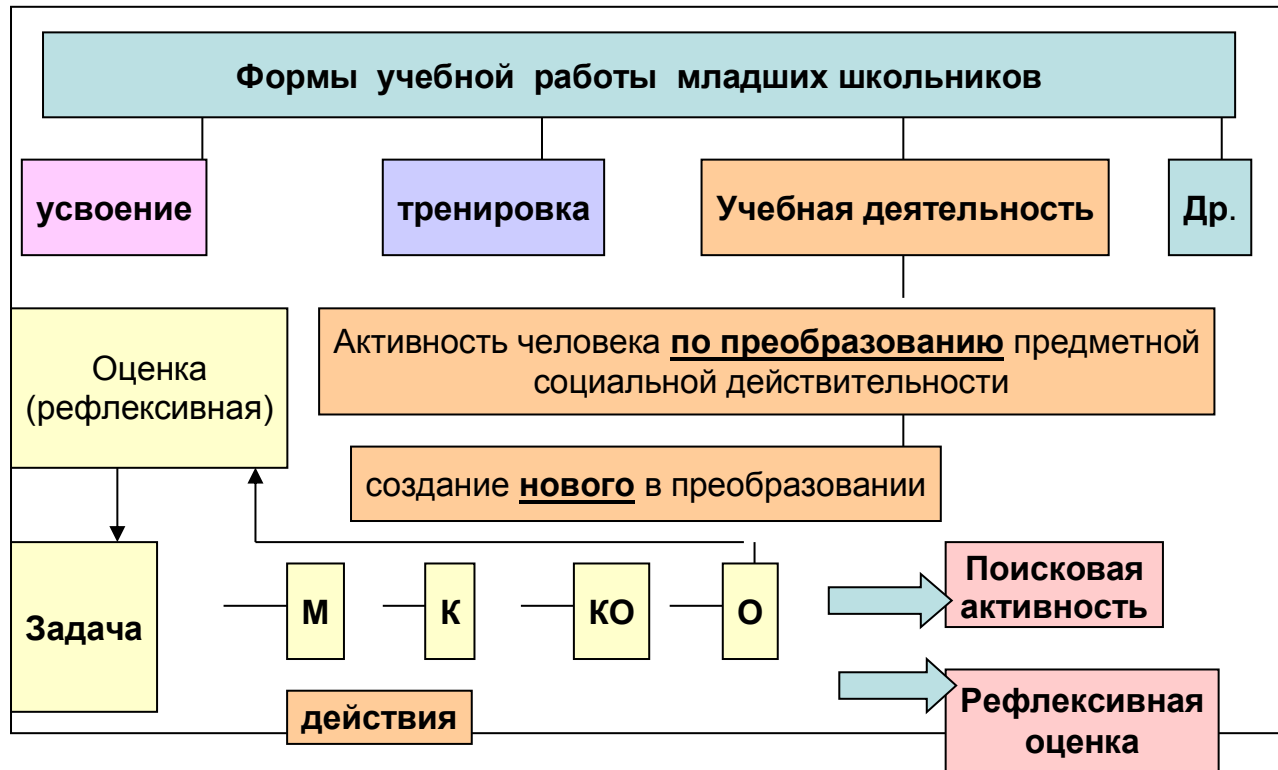 Формы учебной работы младших школьников
усвоение
тренировка
Учебная деятельность
Др.
Оценка
(рефлексивная)
Активность человека по преобразованию предметной
социальной действительности
создание нового в преобразовании
Задача
М
К
КО
О
Поисковая
активность
действия
Рефлексивная
оценка